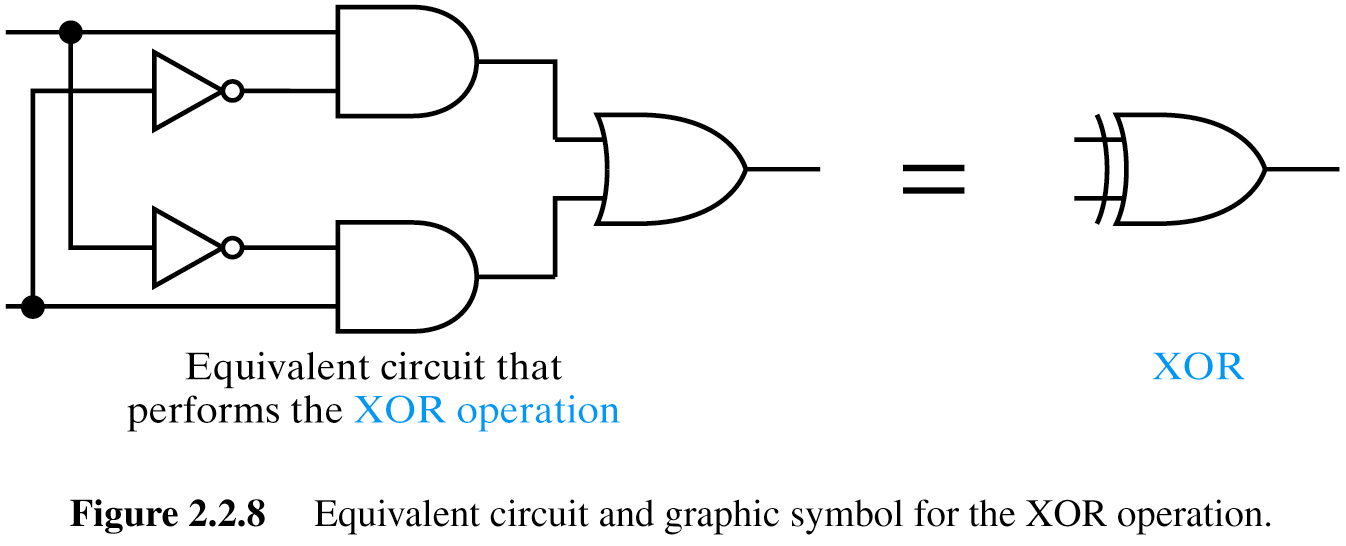 Equivalent circuit that
performs the XOR operation
XOR
Figure 2.2.8 Equivalent circuit and graphic symbol for the XOR operation.